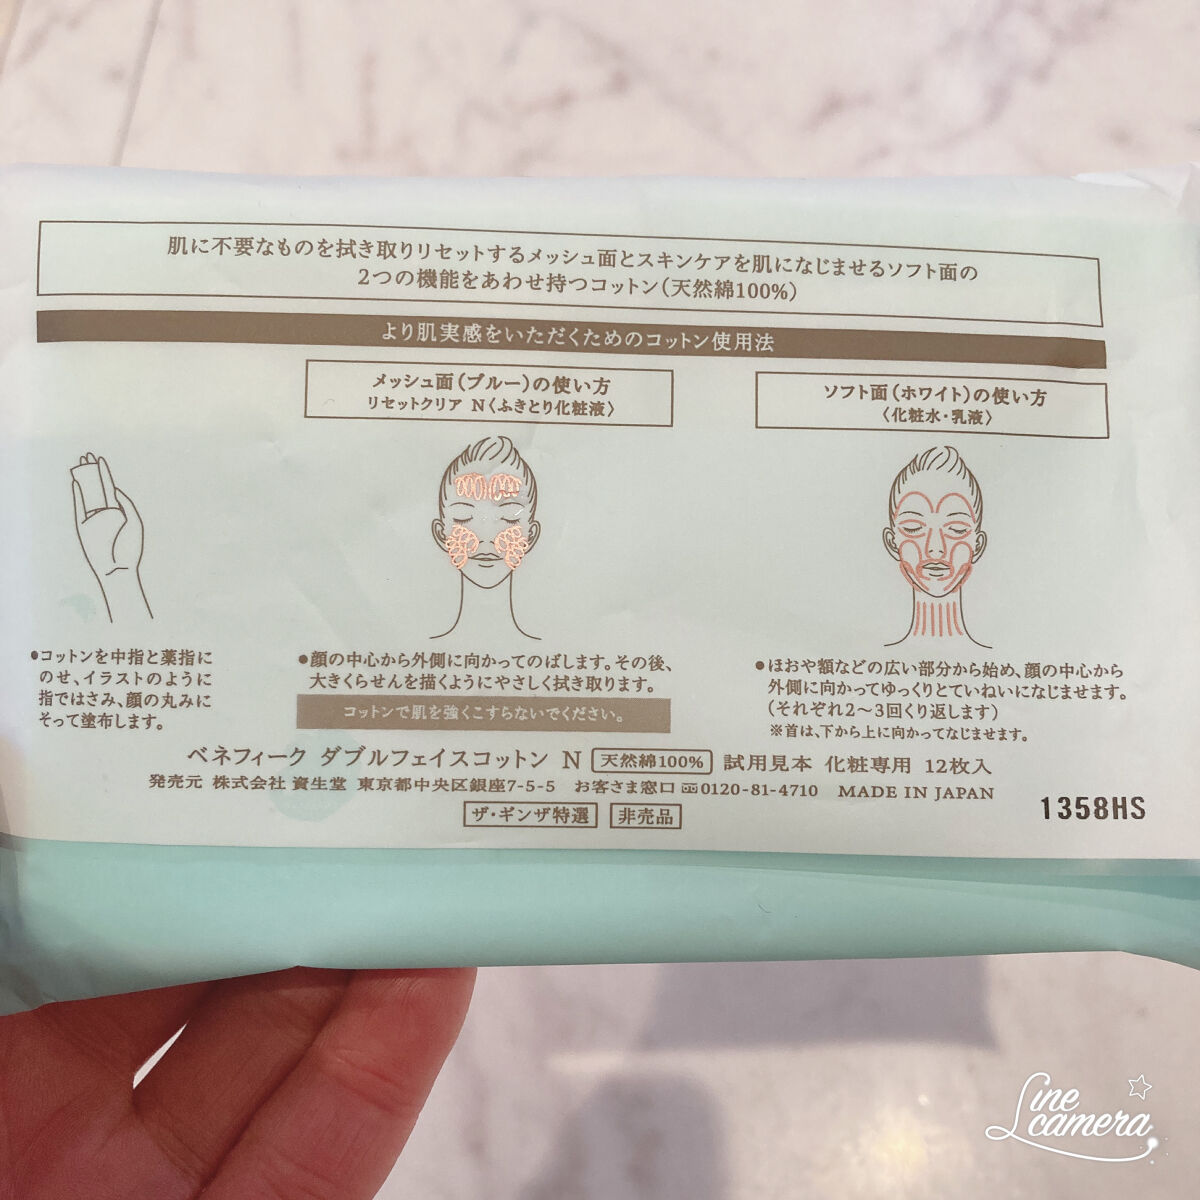 肌に不要なものを拭き取りリセットするメッシュ面とスキンケアを肌になじませるソフト面の
2つの機能をあわせ持つコットン(天然綿100%)
より肌実感をいただくためのコットン使用法
メッシュ面(ブルー)の使い方
リセットクリア N〈ふきとり化粧液〉
ソフト面(ホワイト)の使い方
〈化粧水・乳液〉
●コットンを中指と薬指に
のせ、イラストのように
指ではさみ、顔の丸みに
そって塗布します。
●顔の中心から外側に向かってのばします。その後、
大きくらせんを描くようにやさしく拭き取ります。
コットンで肌を強くこすらないでください。
●ほおや額などの広い部分から始め、顔の中心から
外側に向かってゆっくりとていねいになじませます。
(それぞれ2〜3回くり返します)
※首は、下から上に向かってなじませます。
ベネフィーク ダブルフェイスコットン N 天然綿100% 試用見本 化粧専用 12枚入
発売元 株式会社 資生堂 東京都中央区銀座7-5-5 お客さま窓口 0120-81-4710 MADE IN JAPAN
ザ・ギンザ特選 非売品
1358HS
Line
camera